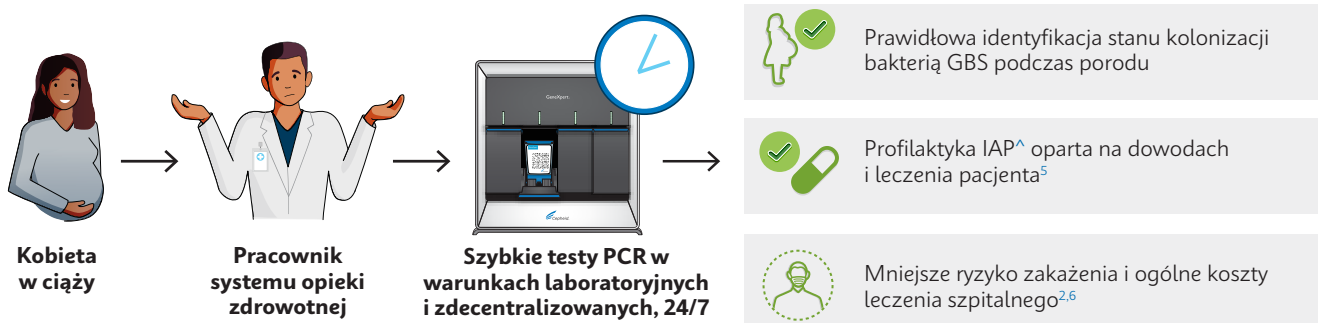 GeneXpert
Cepheid
Kobieta
w ciąży
Pracownik
systemu opieki
zdrowotnej
Szybkie testy PCR w
warunkach laboratoryjnych
i zdecentralizowanych, 24/7
Prawidłowa identyfikacja stanu kolonizacji
bakterią GBS podczas porodu
Profilaktyka IAP^ oparta na dowodach
i leczenia pacjenta5
Mniejsze ryzyko zakażenia i ogólne koszty
leczenia szpitalnego2,6